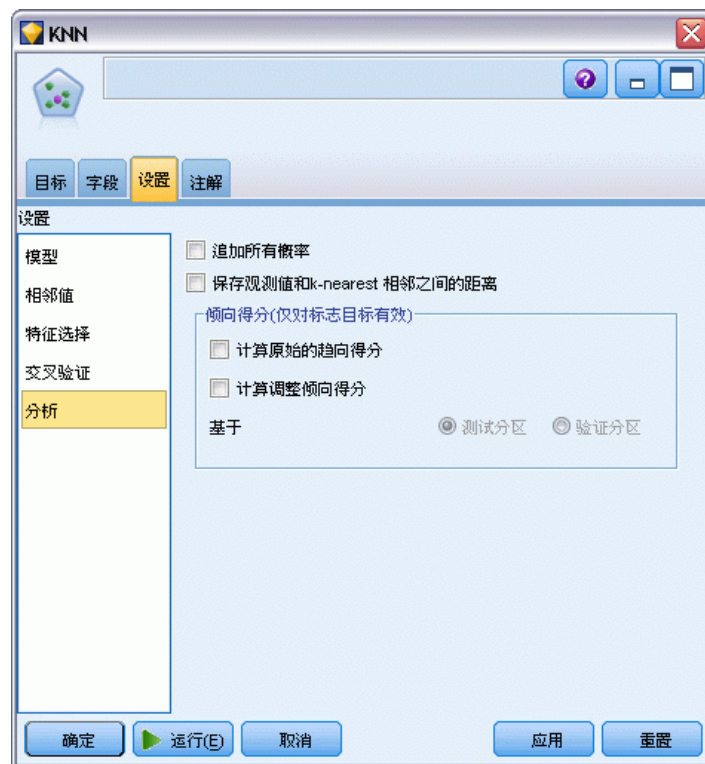 KNN
目标 字段 设置 注解
设置
模型
相邻值
特征选择
交叉验证
分析
追加所有概率
保存观测值和k-nearest 相邻之间的距离
倾向得分(仅对标志目标有效)
计算原始的趋向得分
计算调整倾向得分
基于 测试分区 验证分区
确定 运行(E) 取消 应用 重置